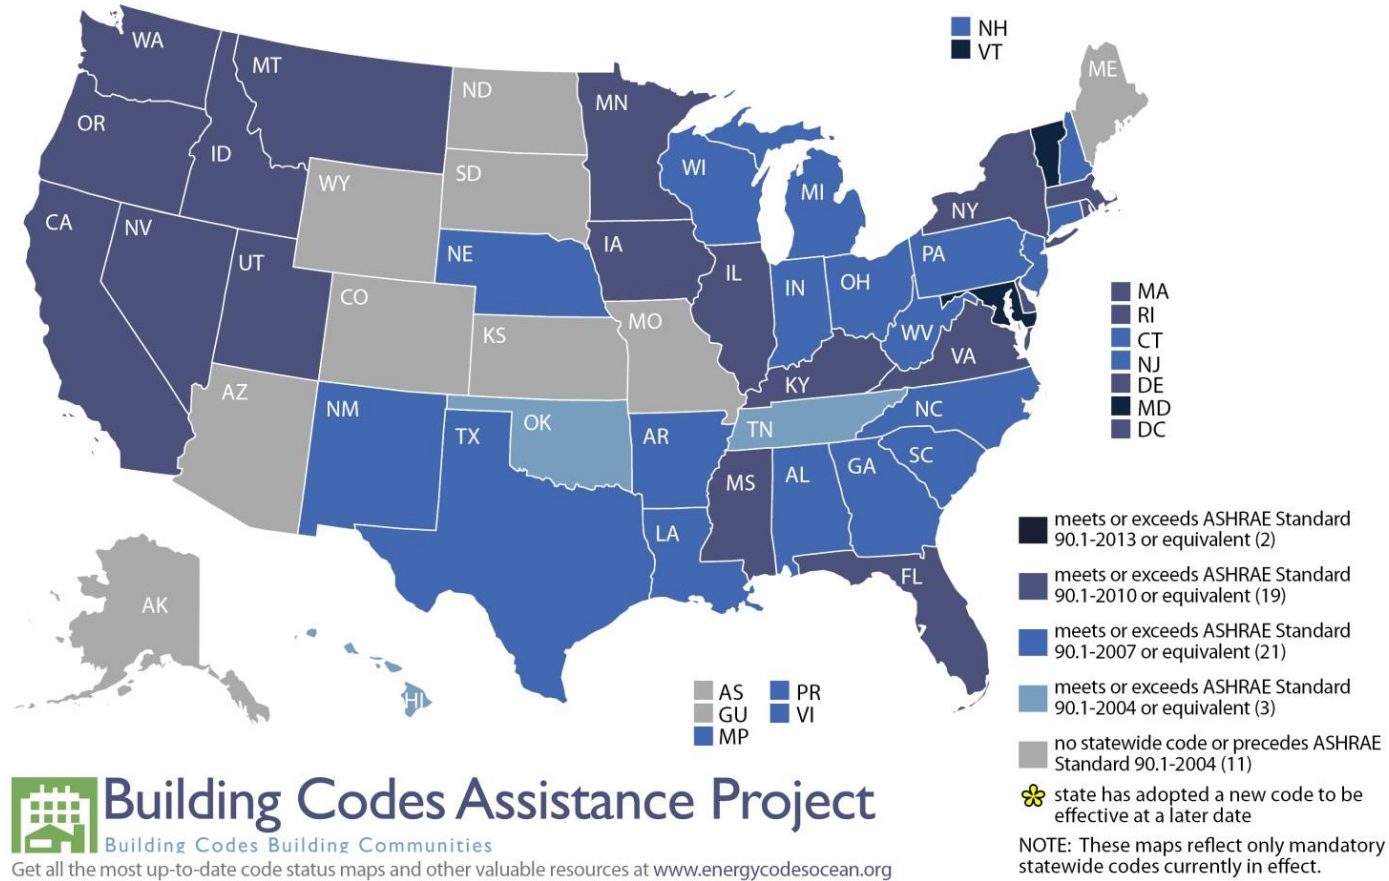 NH
VT
WA
MT
ND
MN
ME
OR
ID
WY
SD
WI
MI
NY
CA
NV
UT
NE
IA
IL
IN
OH
PA
CO
KS
MO
WV
VA
KY
AZ
NM
TX
OK
AR
TN
NC
SC
MS
AL
GA
LA
FL
AK
HI
MA
RI
CT
NJ
DE
MD
DC
AS
GU
MP
PR
VI
meets or exceeds ASHRAE Standard
90.1-2013 or equivalent (2)
meets or exceeds ASHRAE Standard
90.1-2010 or equivalent (19)
meets or exceeds ASHRAE Standard
90.1-2007 or equivalent (21)
meets or exceeds ASHRAE Standard
90.1-2004 or equivalent (3)
no statewide code or precedes ASHRAE
Standard 90.1-2004 (11)
state has adopted a new code to be
effective at a later date
NOTE: These maps reflect only mandatory
statewide codes currently in effect.
Building Codes Assistance Project
Building Codes Building Communities
Get all the most up-to-date code status maps and other valuable resources at www.energycodesocean.org